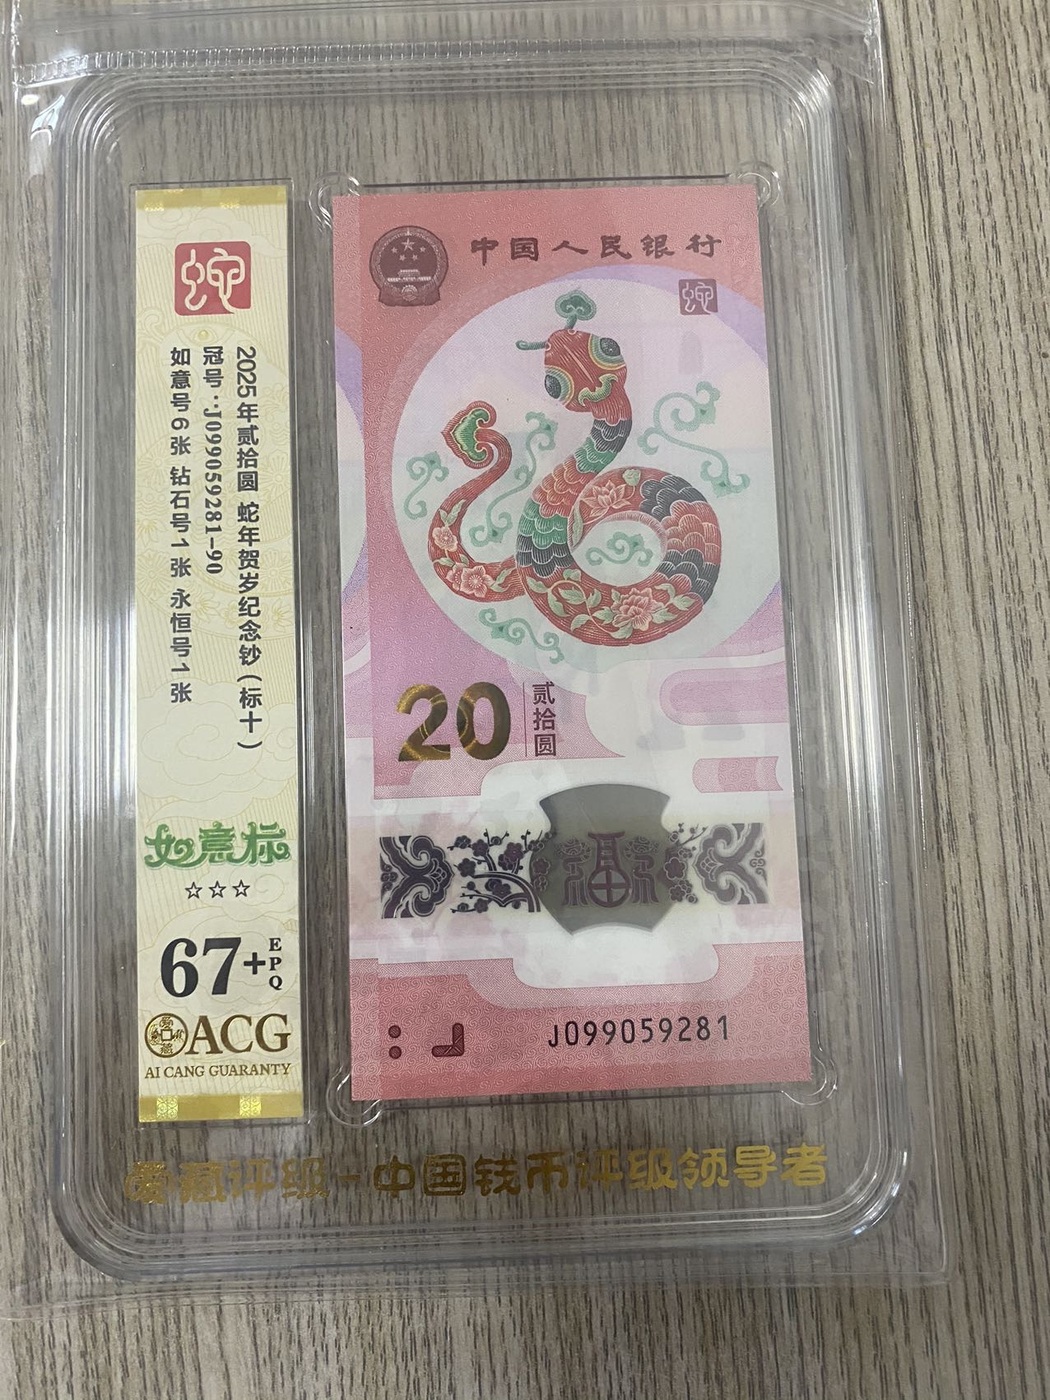 蛇
2025年贰拾圆 蛇年贺岁纪念钞(标十)
冠号:J099059281-90
如意号6张 钻石号1张 永恒号1张
如意标
☆☆☆
67+EPQ
ACG
AI CANG GUARANTY
中国人民银行
蛇
20
贰拾圆
福
J099059281
爱藏评级-中国钱币评级领导者